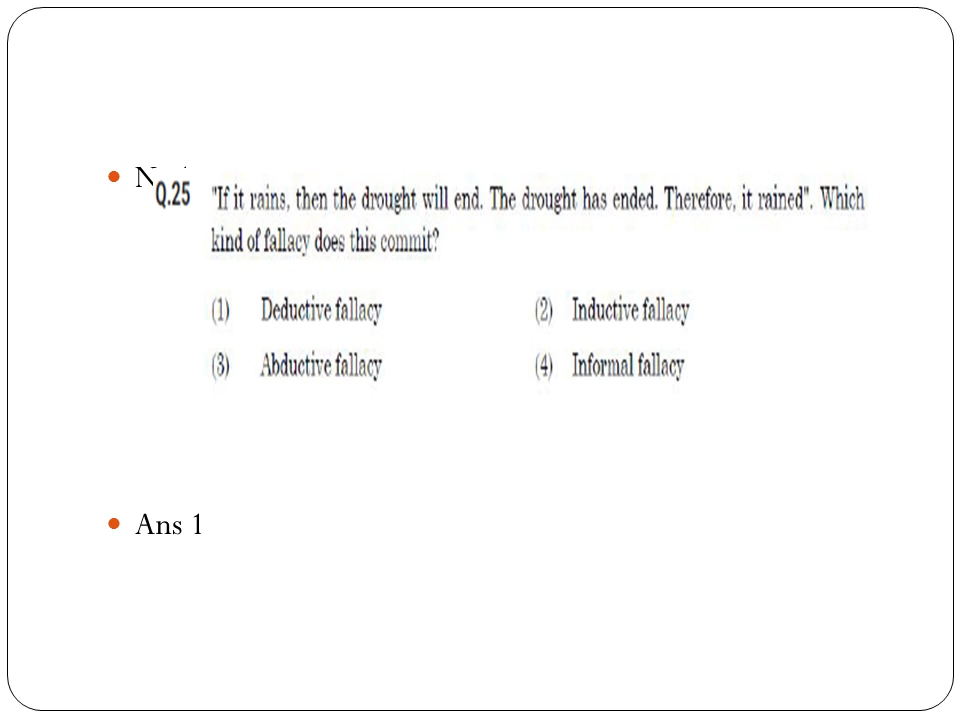 Q.25 "If it rains, then the drought will end. The drought has ended. Therefore, it rained". Which
kind of fallacy does this commit?
(1) Deductive fallacy (2) Inductive fallacy
(3) Abductive fallacy (4) Informal fallacy
• Ans 1